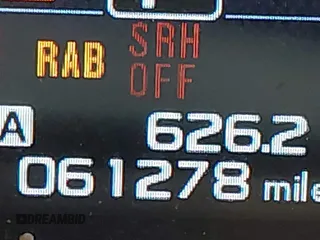 RAB SRH
OFF
A 626.2
061278 mile
DREAMBID